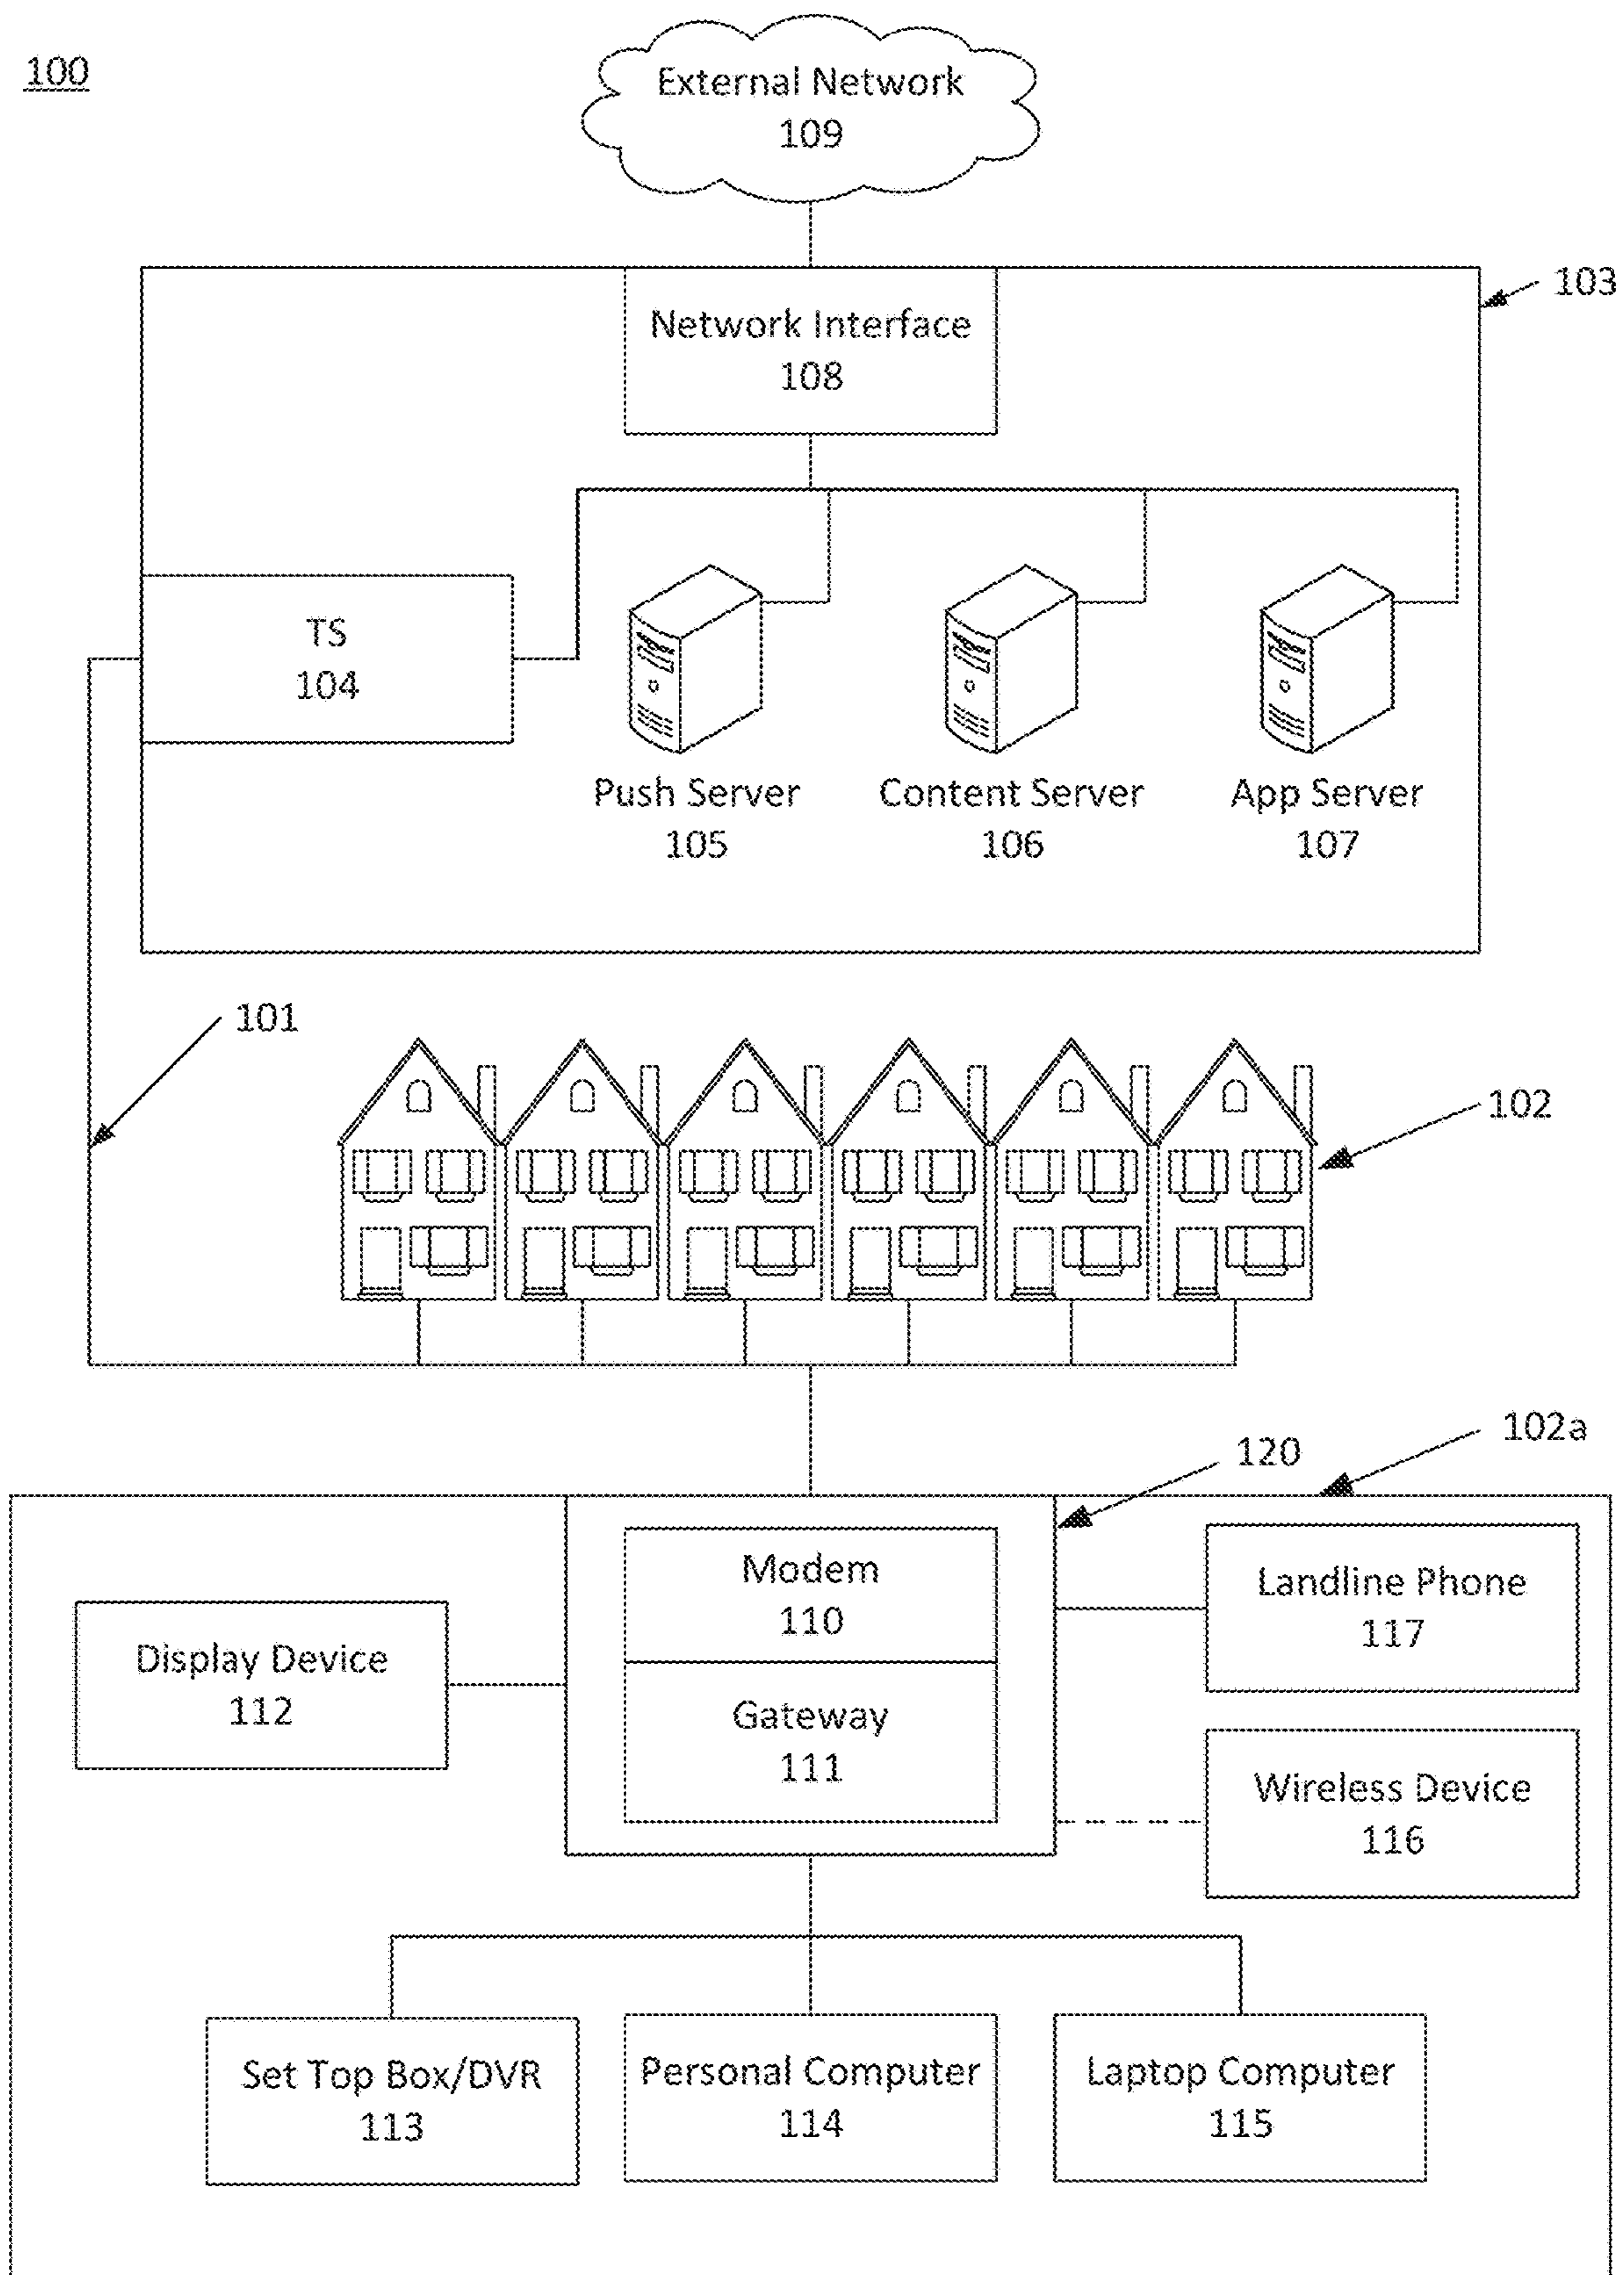 100
External Network
109
103
Network Interface
108
TS
104
Push Server
105
Content Server
106
App Server
107
101
102
102a
120
Modem
110
Landline Phone
117
Display Device
112
Gateway
111
Wireless Device
116
Set Top Box/DVR
113
Personal Computer
114
Laptop Computer
115